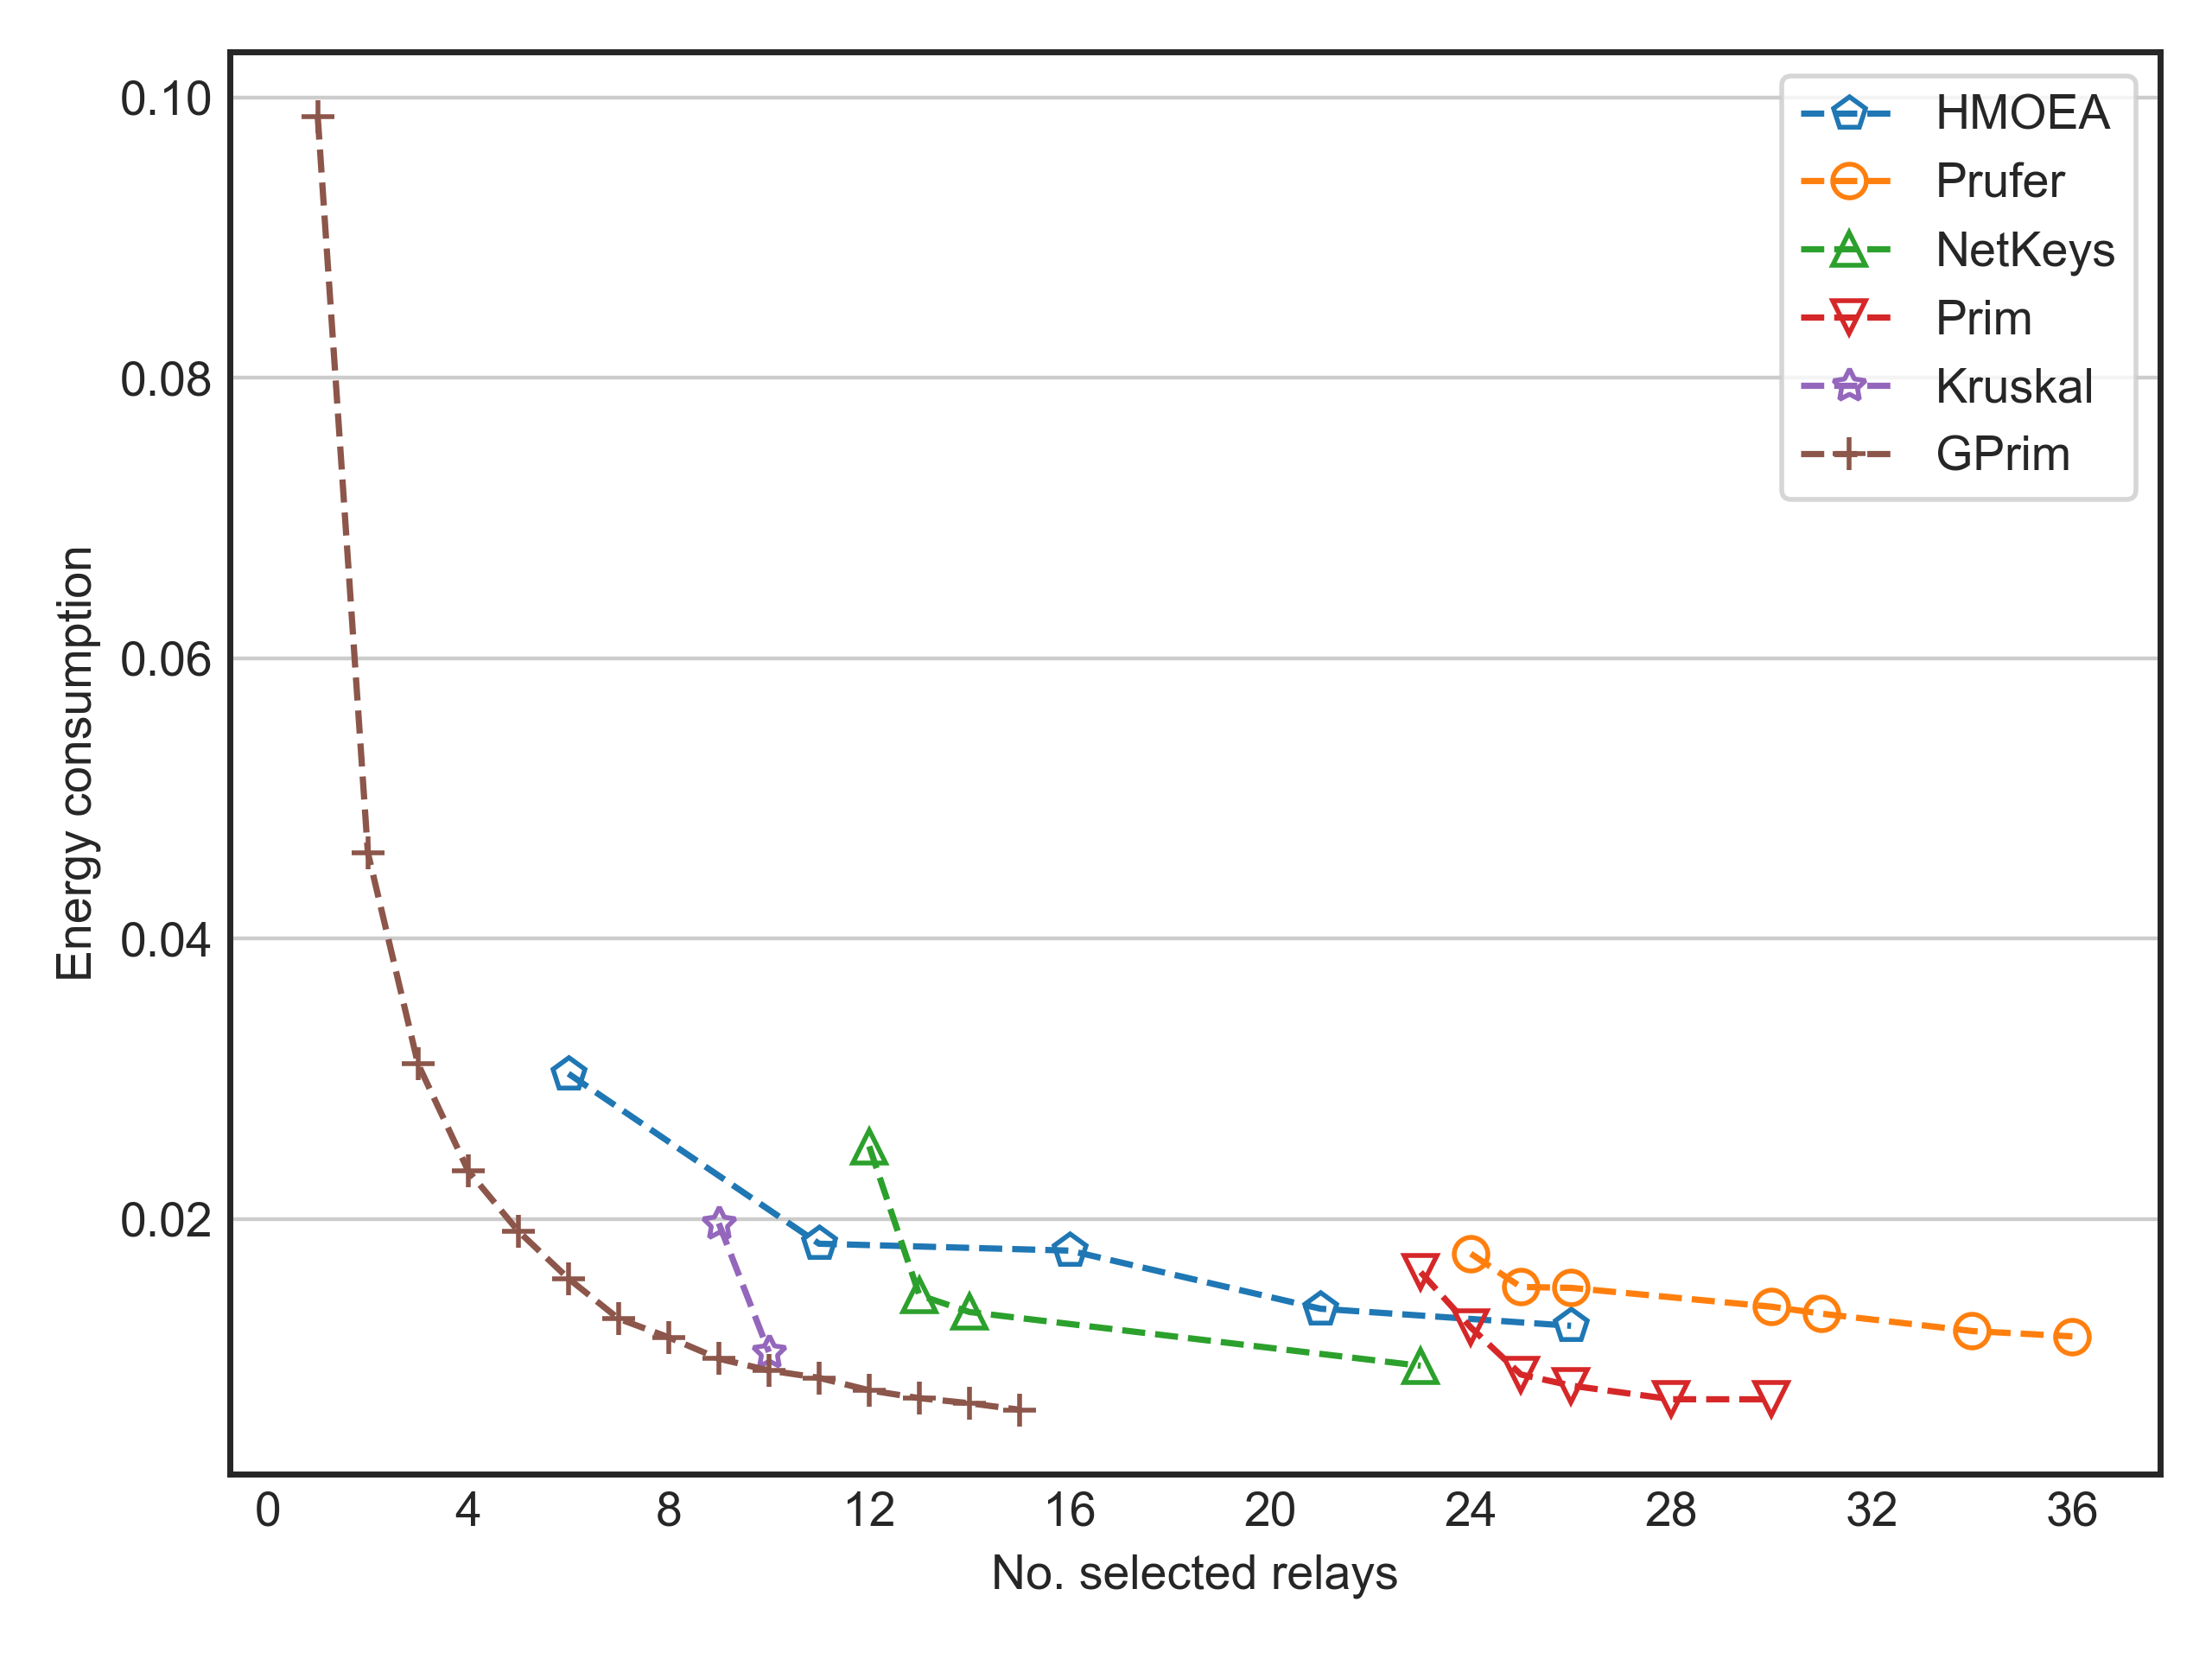 0.10
0.08
0.06
0.04
0.02
Energy consumption
0 4 8 12 16 20 24 28 32 36
No. selected relays
HMOEA
Prufer
NetKeys
Prim
Kruskal
GPrim